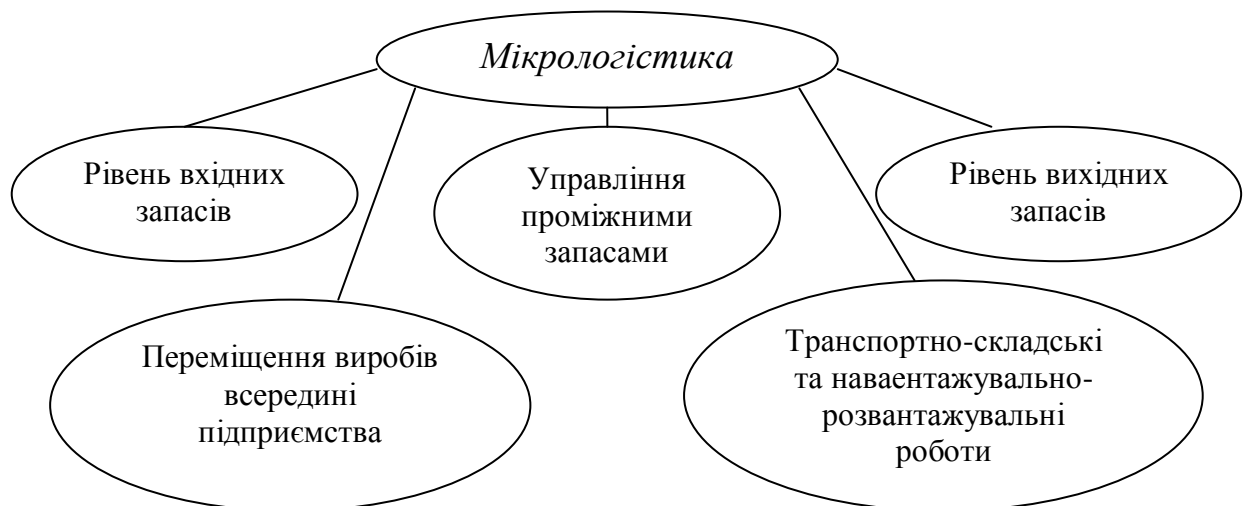 Мікрологістика
Рівень вхідних
запасів
Управління
проміжними
запасами
Рівень вихідних
запасів
Переміщення виробів
всередині
підприємства
Транспортно-складські
та наваентажувально-
розвантажувальні
роботи